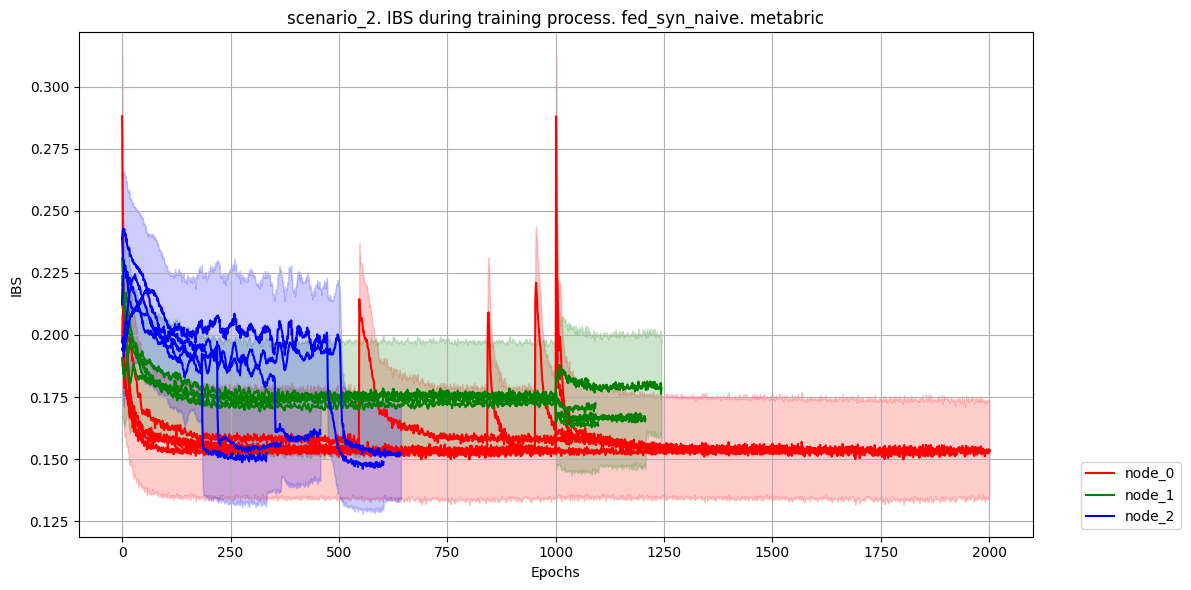 scenario_2. IBS during training process. fed_syn_naive. metabric
IBS
0.300
0.275
0.250
0.225
0.200
0.175
0.150
0.125
0
250
500
750
1000
1250
1500
1750
2000
Epochs
node_0
node_1
node_2